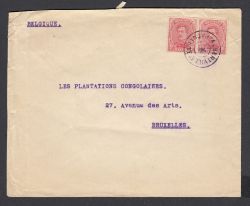 BELGIQUE.
LES PLANTATIONS CONGOLAISES.
27, Avenue des Arts.
BRUXELLES.